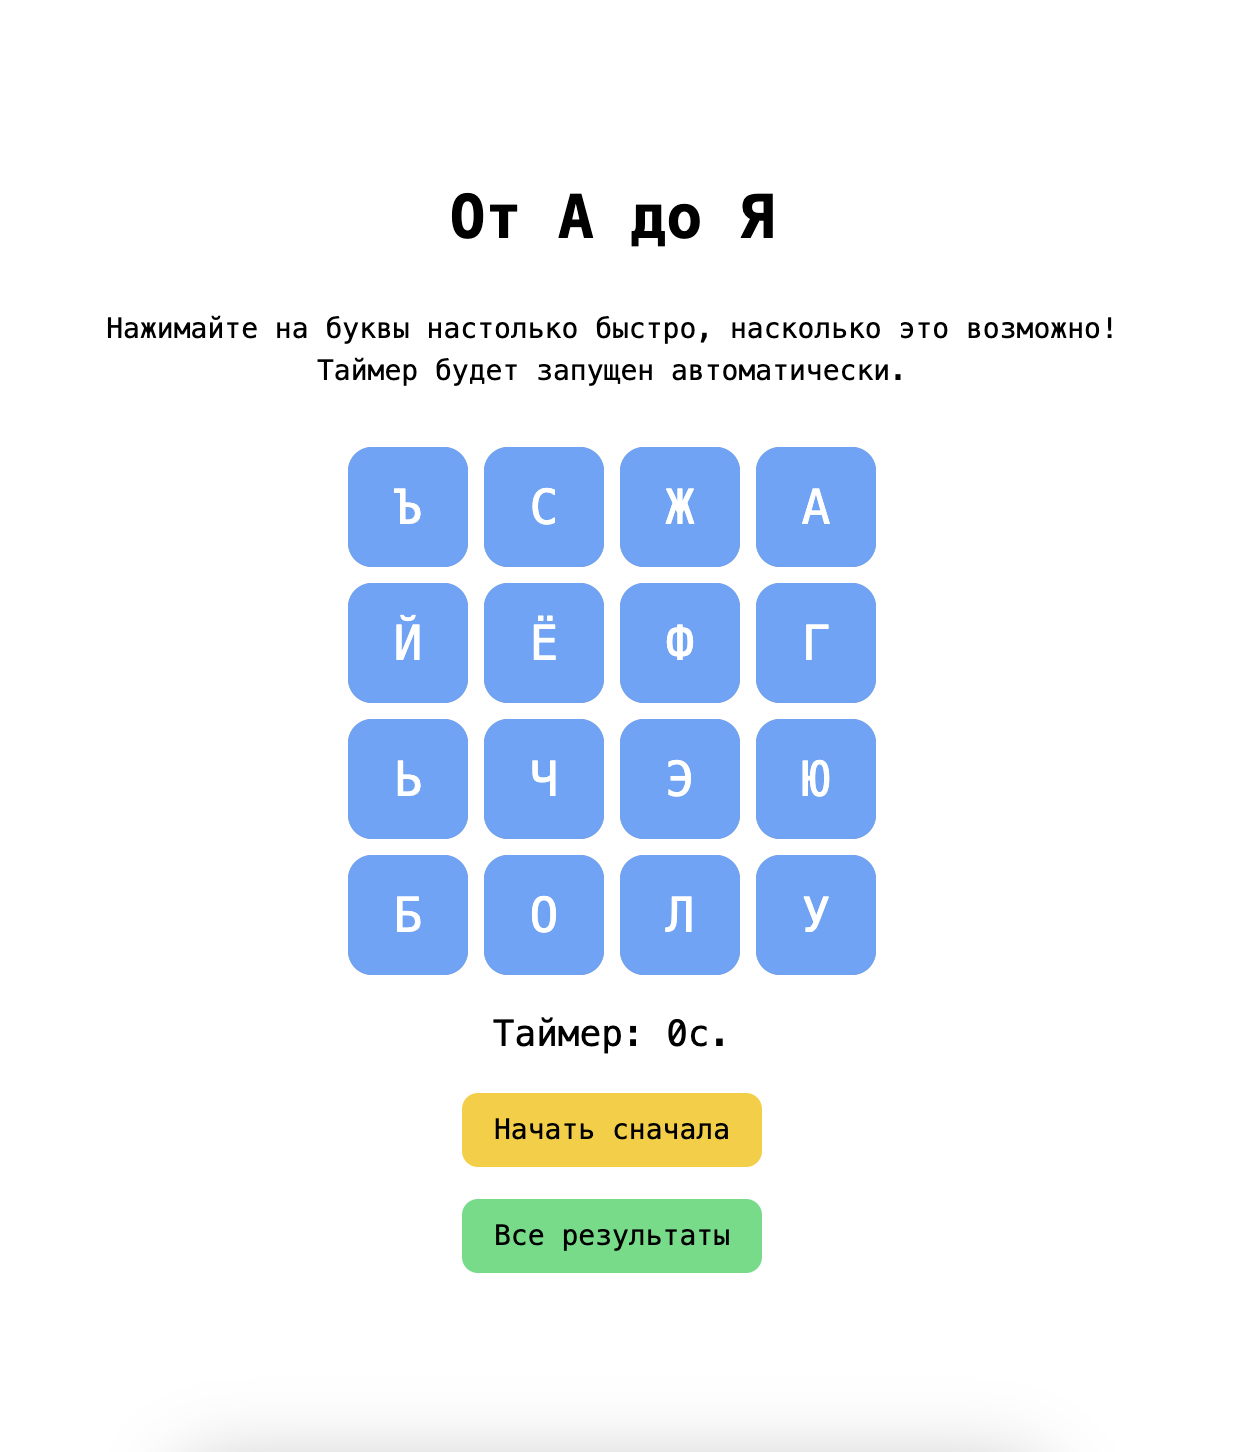 От А до Я
Нажимайте на буквы настолько быстро, насколько это возможно!
Таймер будет запущен автоматически.
Ъ С Ж А
Й Ё Ф Г
Ь Ч Э Ю
Б О Л У
Таймер: 0с.
Начать сначала
Все результаты